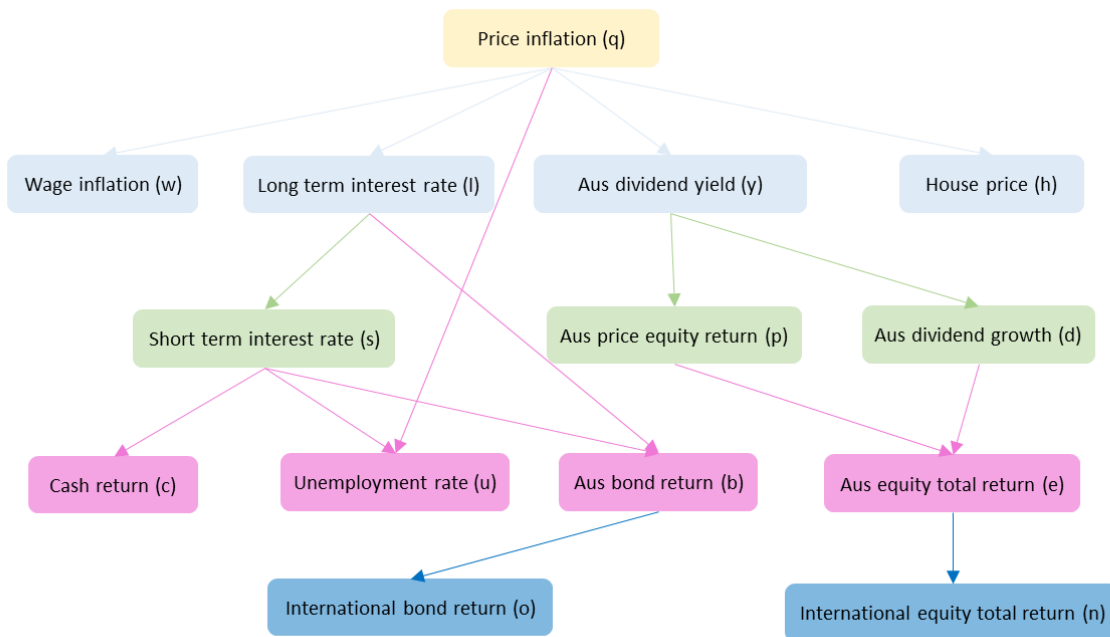 Price inflation (q)
Wage inflation (w)
Long term interest rate (l)
Aus dividend yield (y)
House price (h)
Short term interest rate (s)
Aus price equity return (p)
Aus dividend growth (d)
Cash return (c)
Unemployment rate (u)
Aus bond return (b)
Aus equity total return (e)
International bond return (o)
International equity total return (n)